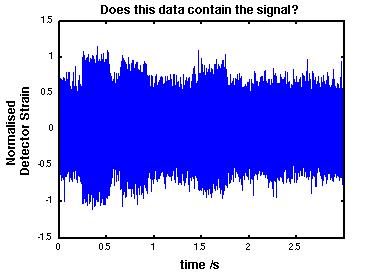 Does this data contain the signal?
1.5
1
0.5
0
-0.5
-1
-1.5
Normalised
Detector Strain
0 0.5 1 1.5 2 2.5
time /s